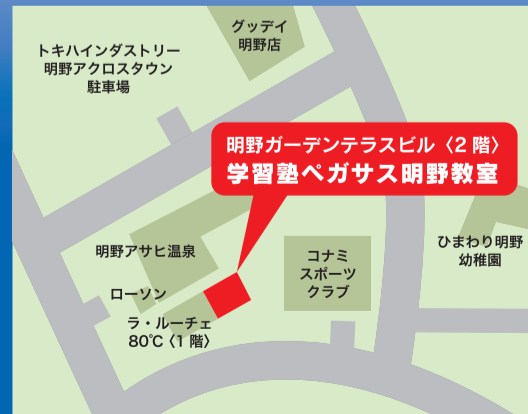 グッデイ
明野店
トキハインダストリー
明野アクロスタウン
駐車場
明野ガーデンテラスビル〈2階〉
学習塾ペガサス明野教室
明野アサヒ温泉
コナミ
スポーツ
クラブ
ひまわり明野
幼稚園
ローソン
ラ・ルーチェ
80℃〈1階〉